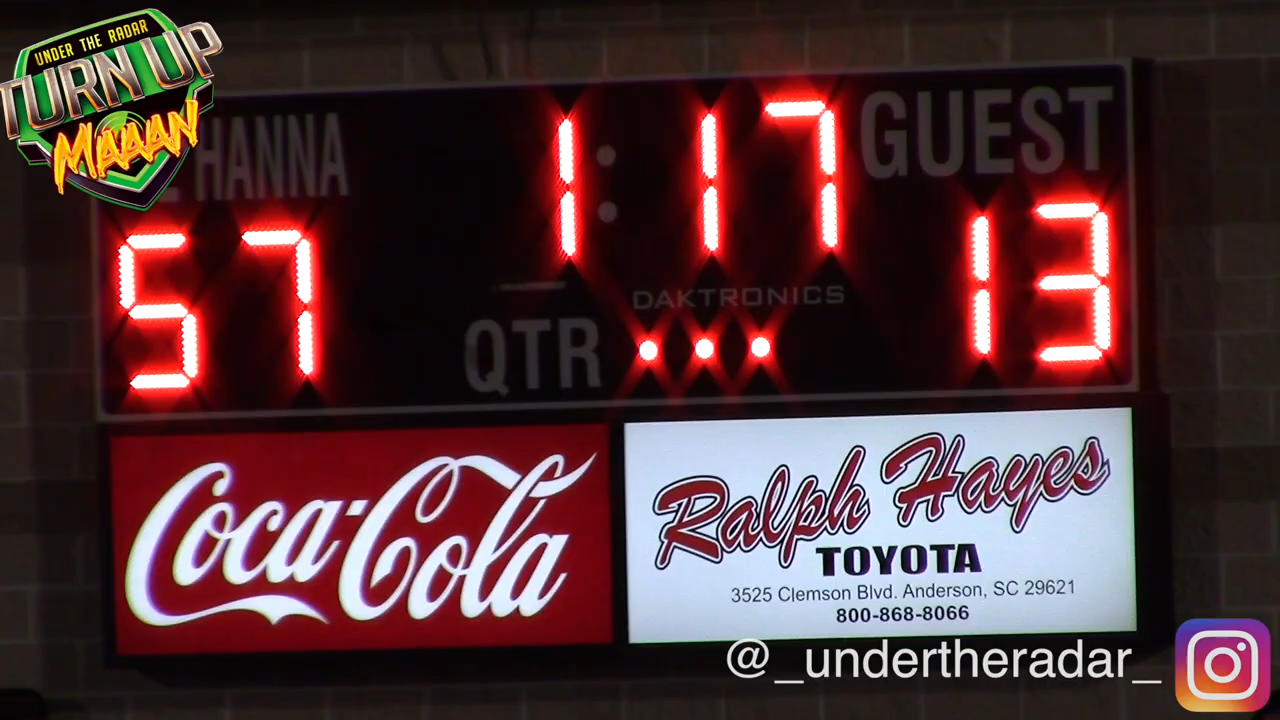 UNDER THE RADAR
TURN UP
MAAAN
HANNA
1:17
GUEST
57
13
DAKTRONICS
QTR
Coca-Cola
Ralph Hayes
TOYOTA
3525 Clemson Blvd. Anderson, SC 29621
800-868-8066
@_undertheradar_